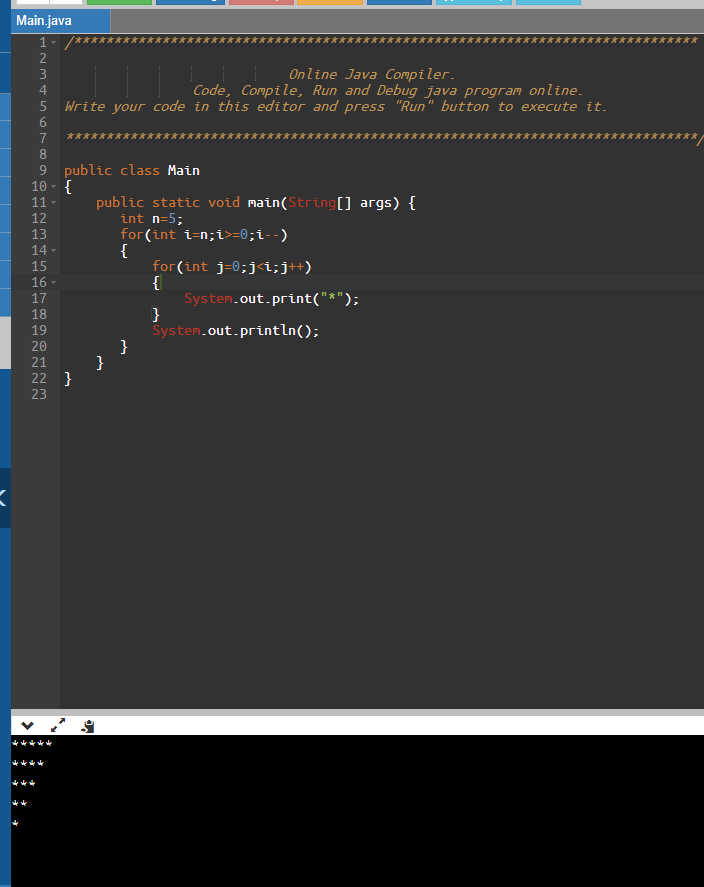 Main.java
1 /******************************************************************************
2
3 Online Java Compiler.
4 Code, Compile, Run and Debug java program online.
5 Write your code in this editor and press "Run" button to execute it.
6
7 *******************************************************************************/
8
9 public class Main
10 {
11 public static void main(String[] args) {
12 int n=5;
13 for(int i=n;i>=0;i--)
14 {
15 for(int j=0;j<i;j++)
16 {
17 System.out.print("*");
18 }
19 System.out.println();
20 }
21 }
22 }
23
*****
****
***
**
*